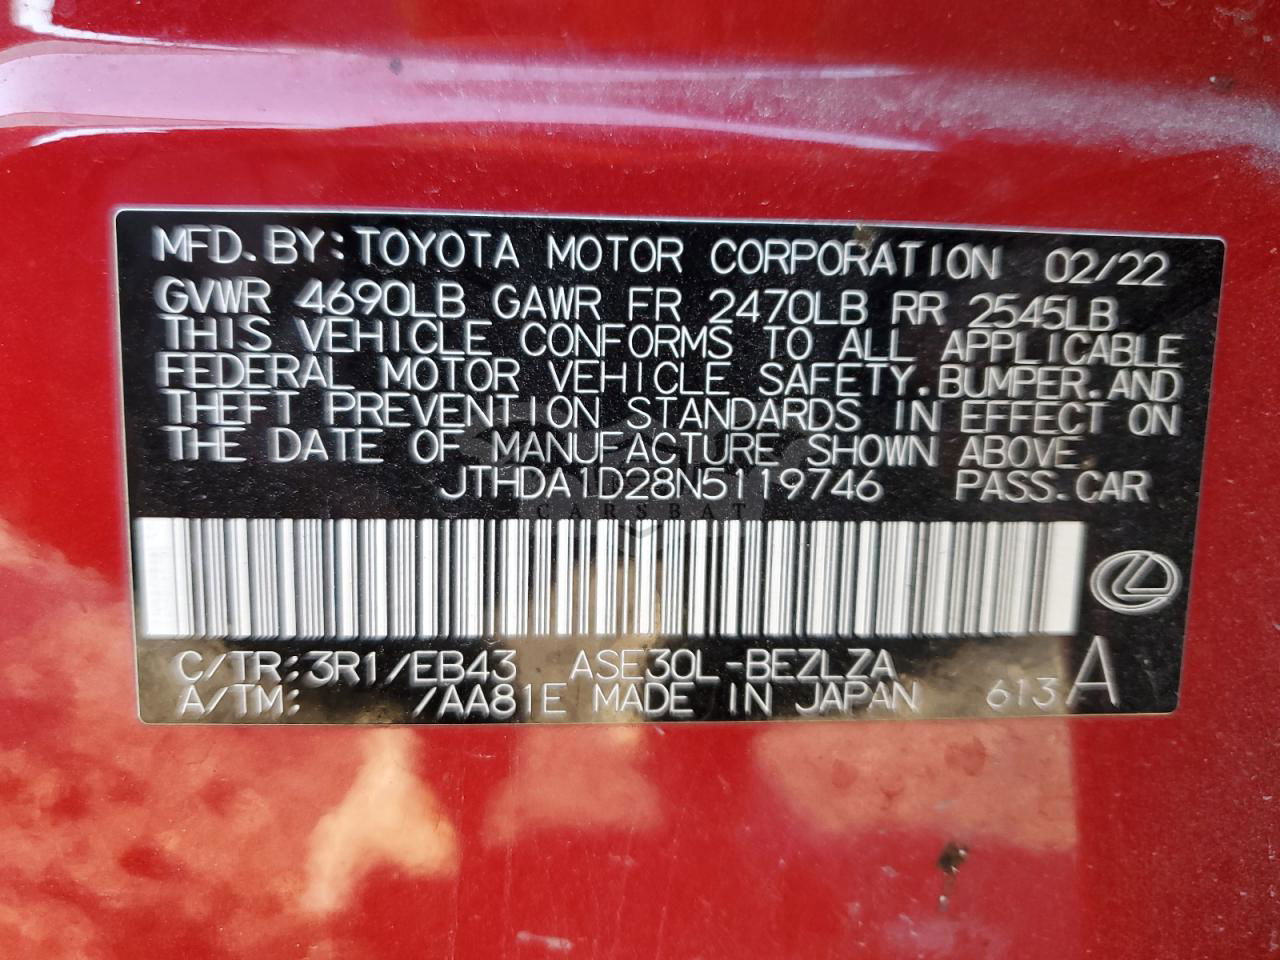 MFD. BY: TOYOTA MOTOR CORPORATION 02/22
GVWR 4690LB GAWR FR 2470LB RR 2545LB
THIS VEHICLE CONFORMS TO ALL APPLICABLE
FEDERAL MOTOR VEHICLE SAFETY, BUMPER, AND
THEFT PREVENTION STANDARDS IN EFFECT ON
THE DATE OF MANUFACTURE SHOWN ABOVE
JTHDA1D28N5119746 PASS. CAR
CARSBAT
C/TR: 3R1/EB43 ASE30L-BEZLZA
A/TM: /AA81E MADE IN JAPAN 613 A